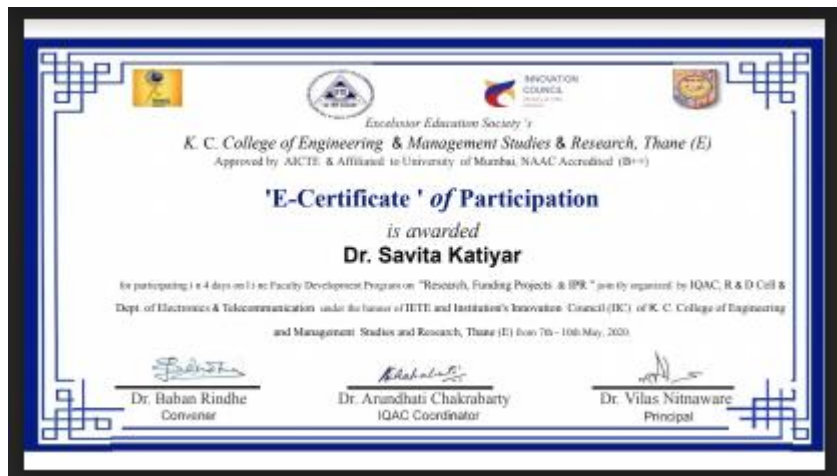 INNOVATION
COUNCIL
Excelssior Education Society's
K. C. College of Engineering & Management Studies & Research, Thane (E)
Approved by AICTE & Affiliated to University of Mumbai, NAAC Accredited (B++)
'E-Certificate ' of Participation
is awarded
Dr. Savita Katiyar
for participating i n 4 days on l i ne Faculty Development Program on "Research, Funding Projects & IPR " jointly organized by IQAC, R & D Cell &
Dept. of Electronics & Telecommunication under the banner of IETE and Institution's Innovation Council (IIC) of K. C. College of Engineering
and Management Studies and Research, Thane (E) from 7th - 10th May, 2020.
Dr. Baban Rindhe
Convener
Dr. Arundhati Chakrabarty
IQAC Coordinator
Dr. Vilas Nitnaware
Principal